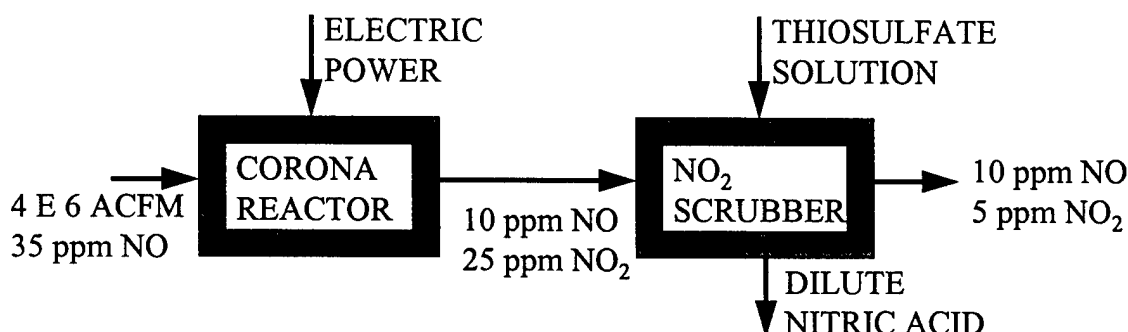 ELECTRIC
POWER
THIOSULFATE
SOLUTION
CORONA
REACTOR
NO₂
SCRUBBER
4 E 6 ACFM
35 ppm NO
10 ppm NO
25 ppm NO₂
10 ppm NO
5 ppm NO₂
DILUTE
NITRIC ACID